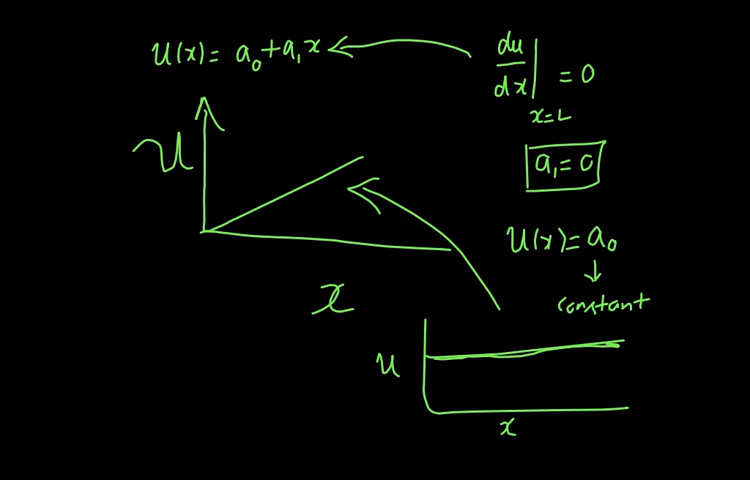 u(x) = a₀ + a₁x
du/dx | = 0
x=L
a₁ = 0
u
u(x) = a₀
x
constant
u
x